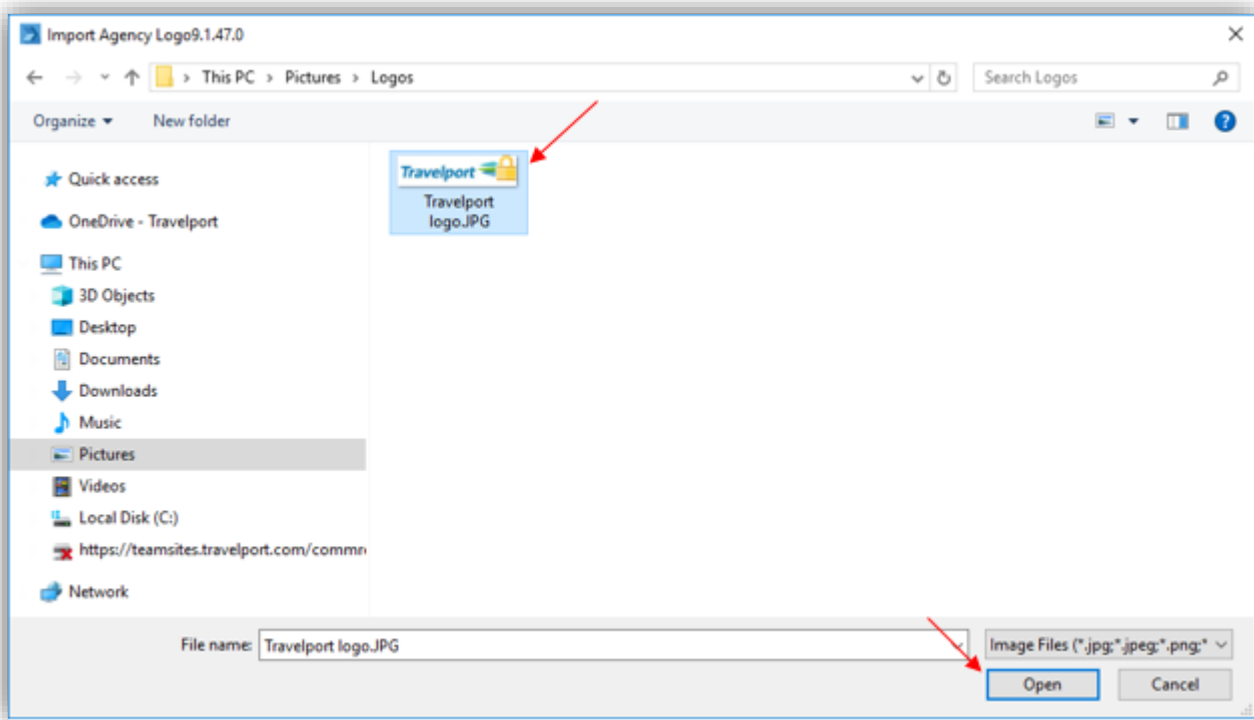 Import Agency Logo9.1.47.0
This PC > Pictures > Logos
Search Logos
Organize
New folder
Quick access
OneDrive - Travelport
This PC
3D Objects
Desktop
Documents
Downloads
Music
Pictures
Videos
Local Disk (C:)
https://teamsites.travelport.com/commr
Network
Travelport
Travelport
logo.JPG
File name: Travelport logo.JPG
Image Files (*.jpg;*.jpeg;*.png;*
Open Cancel